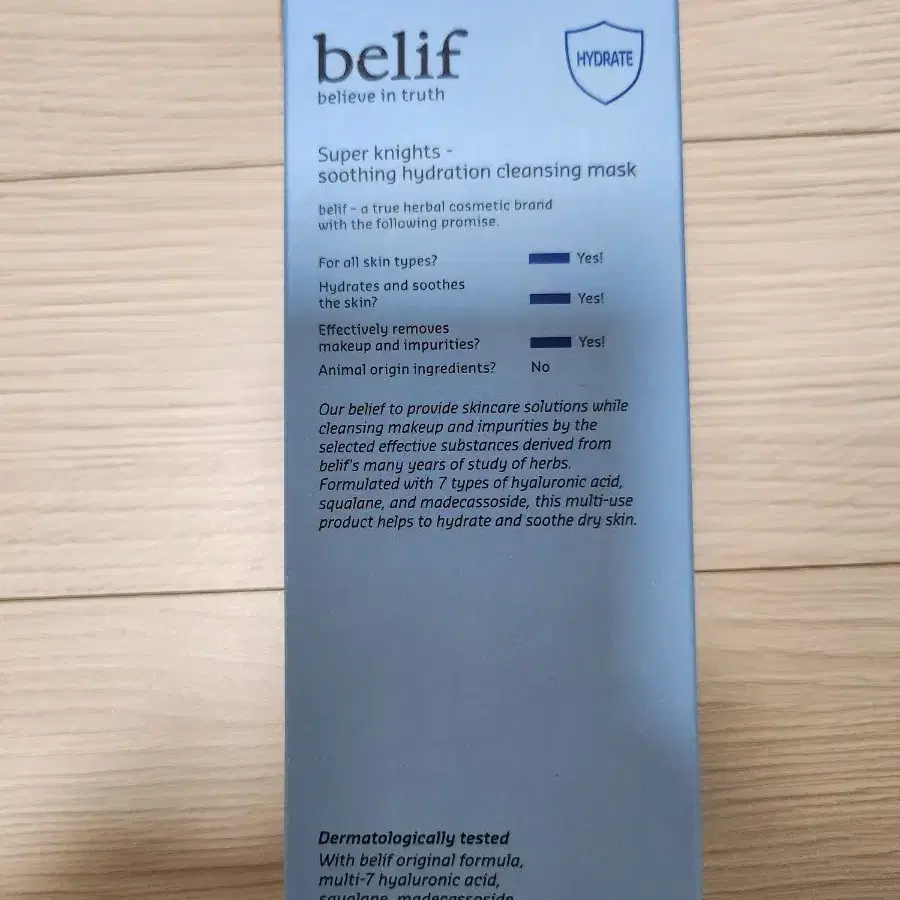 belif
believe in truth
HYDRATE
Super knights -
soothing hydration cleansing mask
belif - a true herbal cosmetic brand
with the following promise.
For all skin types? Yes!
Hydrates and soothes
the skin? Yes!
Effectively removes
makeup and impurities? Yes!
Animal origin ingredients? No
Our belief to provide skincare solutions while
cleansing makeup and impurities by the
selected effective substances derived from
belif's many years of study of herbs.
Formulated with 7 types of hyaluronic acid,
squalane, and madecassoside, this multi-use
product helps to hydrate and soothe dry skin.
Dermatologically tested
With belif original formula,
multi-7 hyaluronic acid,
squalane, madecassoside